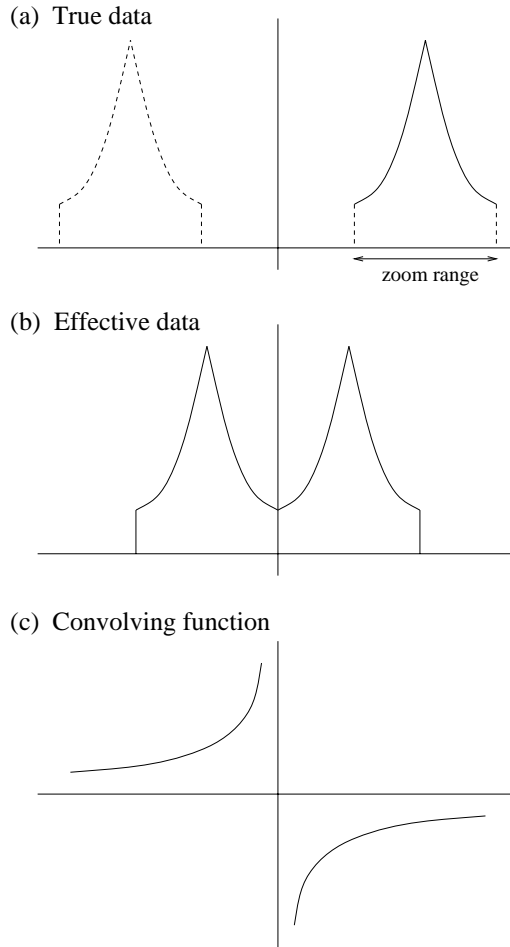 (a) True data
zoom range
(b) Effective data
(c) Convolving function